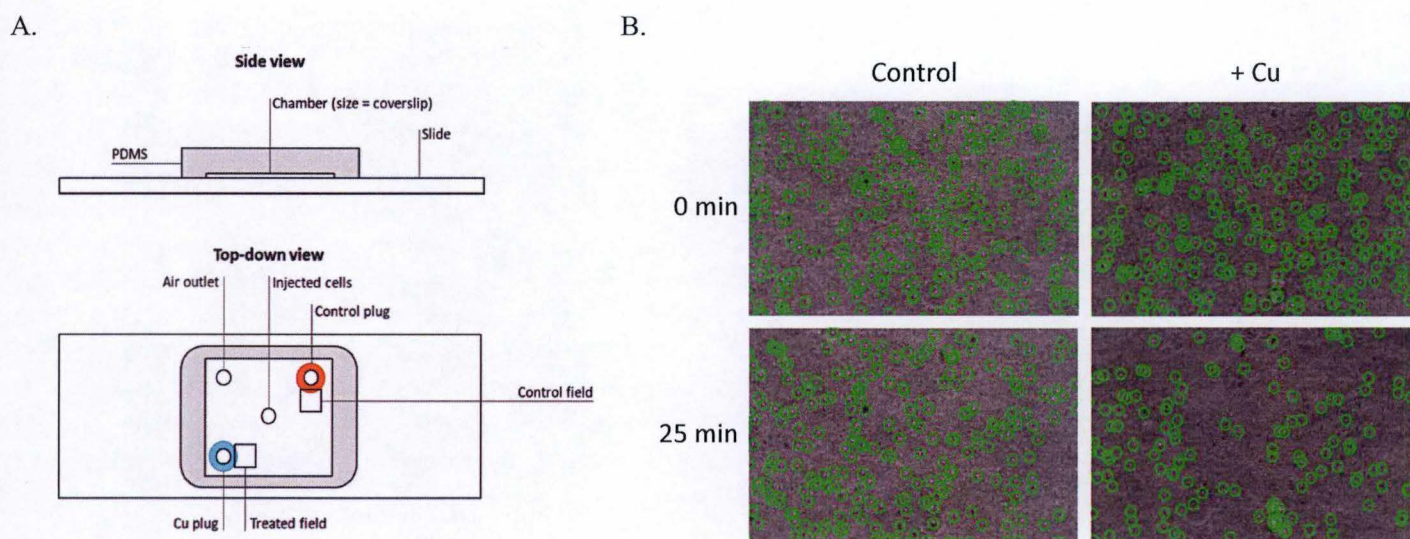 A.
Side view
Chamber (size = coverslip)
Slide
PDMS
Top-down view
Air outlet
Injected cells
Control plug
Control field
Cu plug
Treated field
B.
Control
+ Cu
0 min
25 min